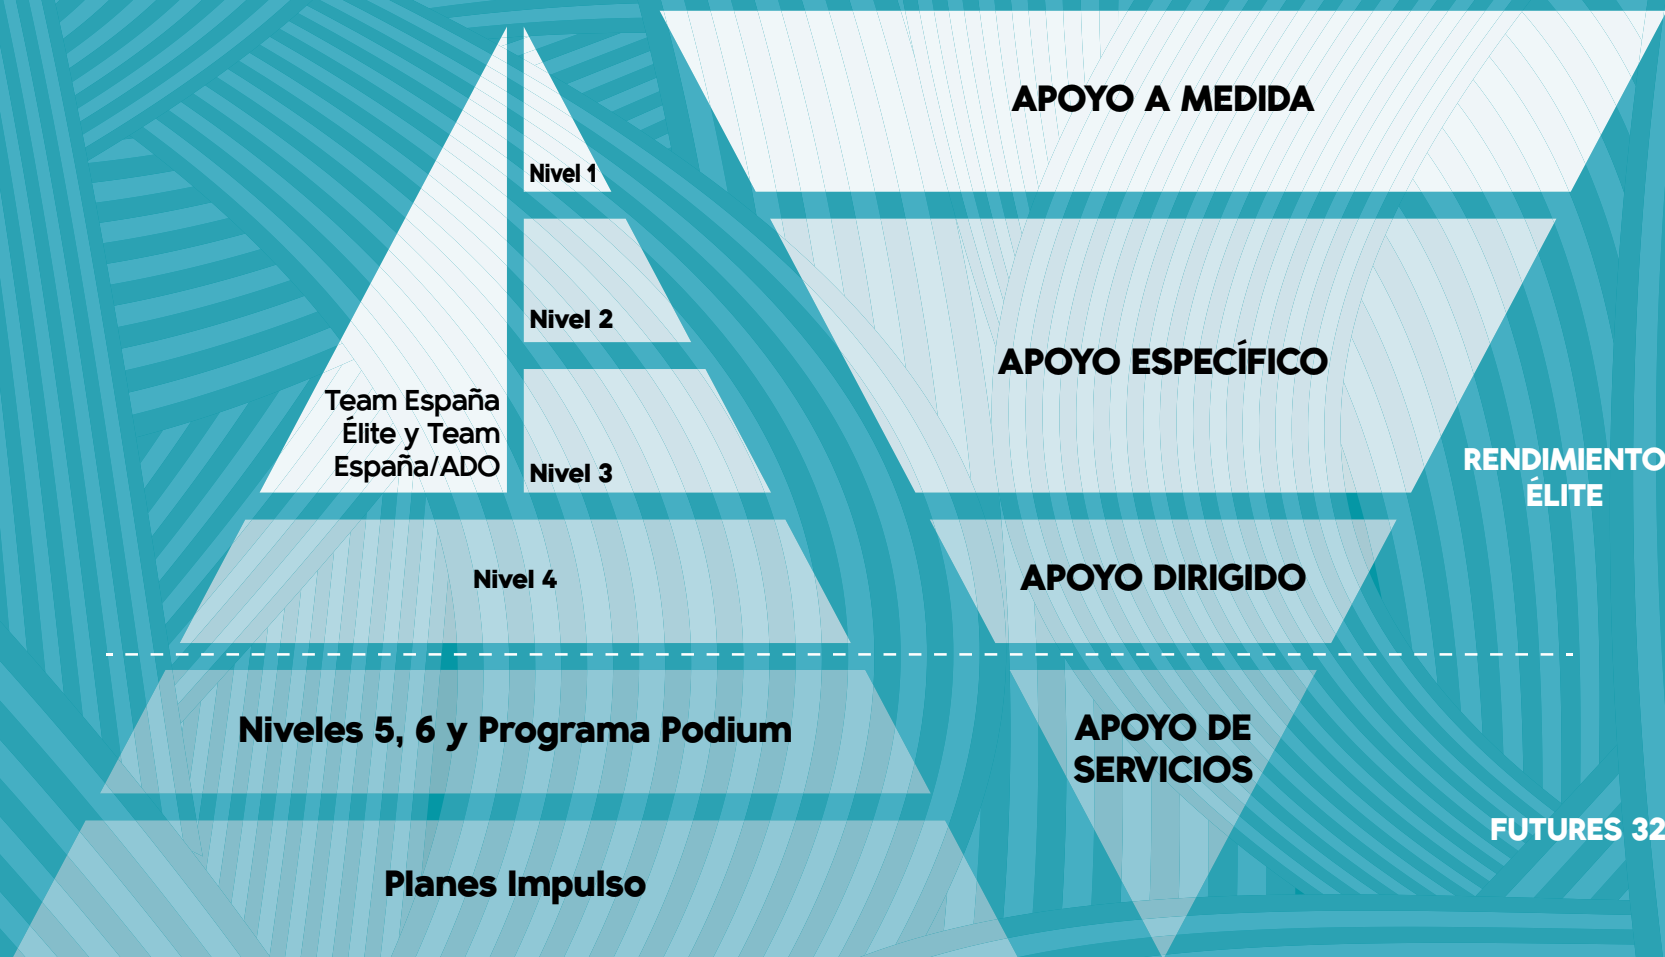 APOYO A MEDIDA
Nivel 1
Nivel 2
APOYO ESPECÍFICO
Team España
Élite y Team
España/ADO
Nivel 3
RENDIMIENTO
ÉLITE
Nivel 4
APOYO DIRIGIDO
Niveles 5, 6 y Programa Podium
APOYO DE
SERVICIOS
FUTURES 32
Planes Impulso